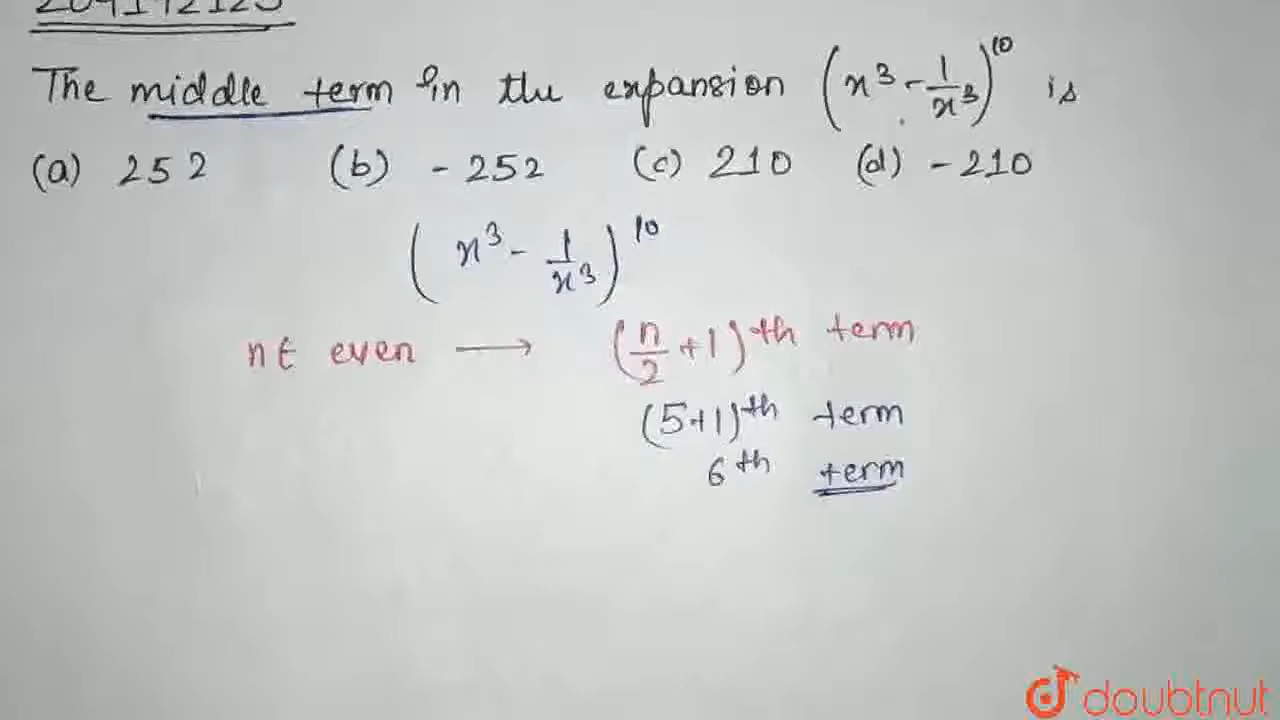 The middle term in the expansion (x³ - 1/x³)¹⁰ is
(a) 252 (b) - 252 (c) 210 (d) - 210
(x³ - 1/x³)¹⁰
n ∈ even → (n/2 + 1)th term
(5+1)th term
6th term
doubtnut